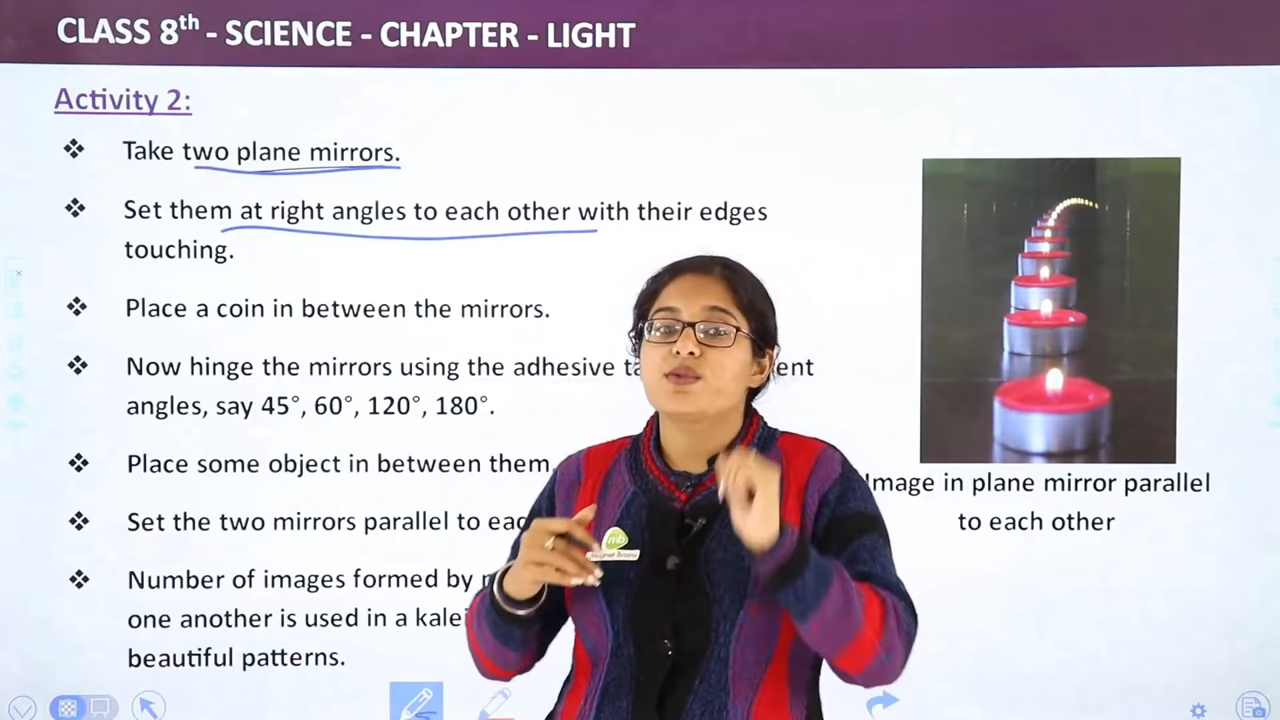 CLASS 8th - SCIENCE - CHAPTER - LIGHT
Activity 2:
Take two plane mirrors.
Set them at right angles to each other with their edges
touching.
Place a coin in between the mirrors.
Now hinge the mirrors using the adhesive
angles, say 45°, 60°, 120°, 180°.
Place some object in between them.
Set the two mirrors parallel to
Number of images formed by
one another is used in a
beautiful patterns.
Image in plane mirror parallel
to each other
mb
Magnet Brains